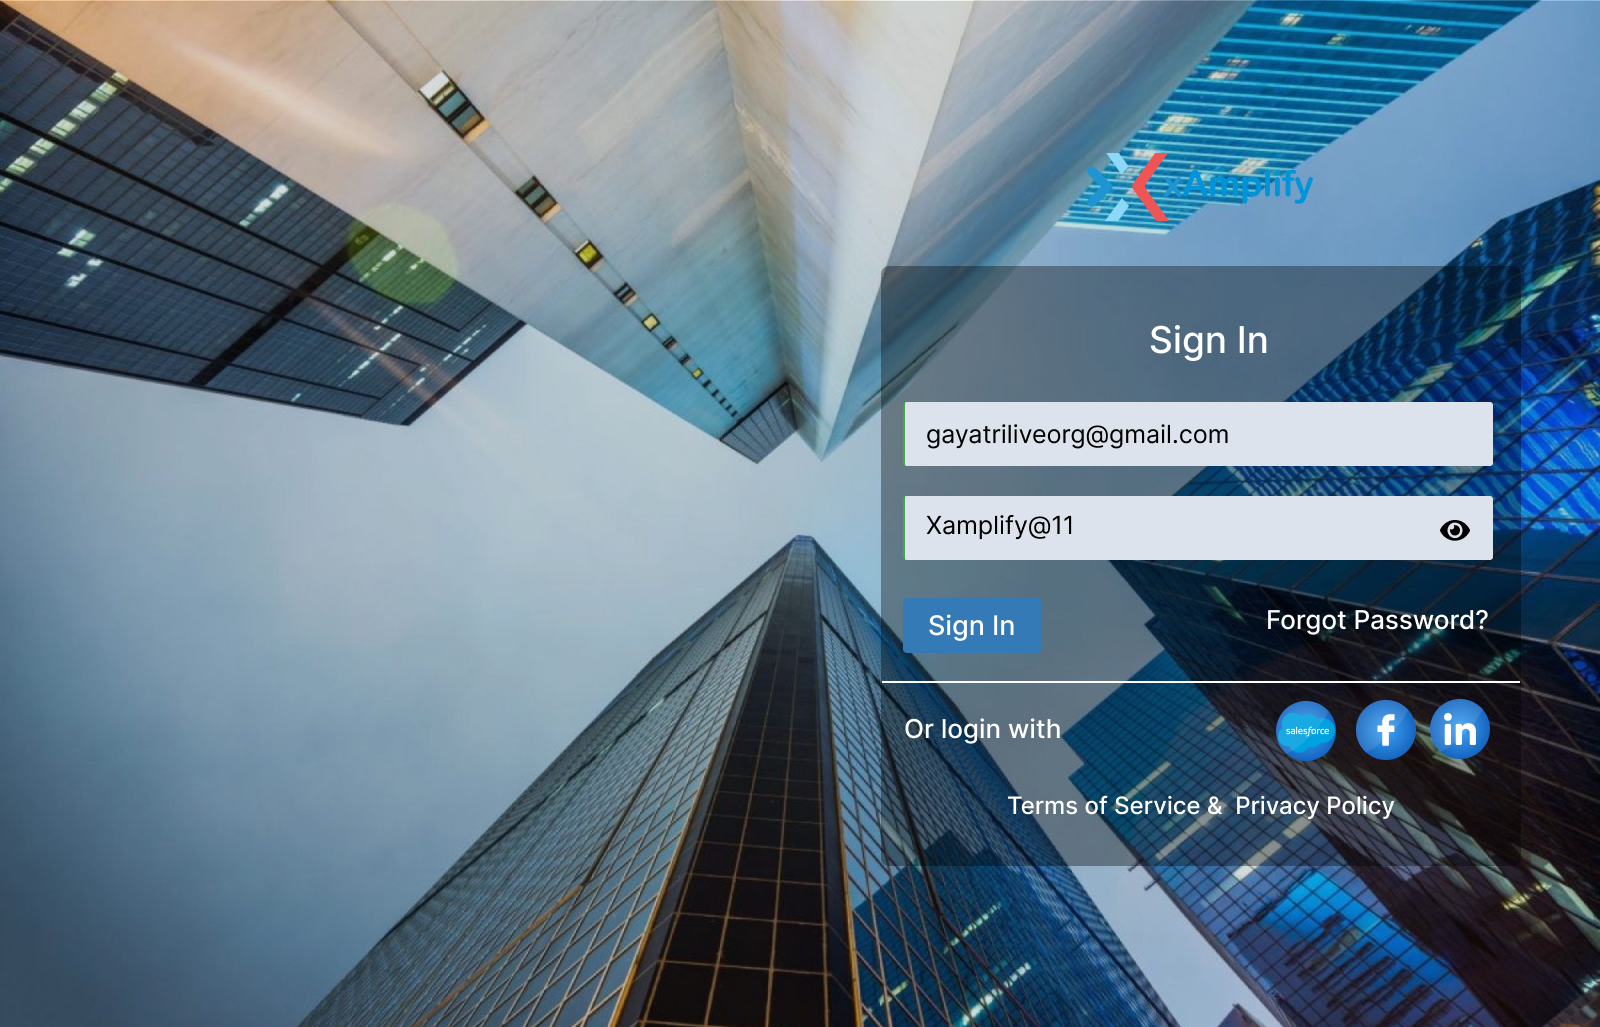 xAmplify
Sign In
gayatriliveorg@gmail.com
Xamplify@11
Sign In
Forgot Password?
Or login with
salesforce
f
in
Terms of Service & Privacy Policy